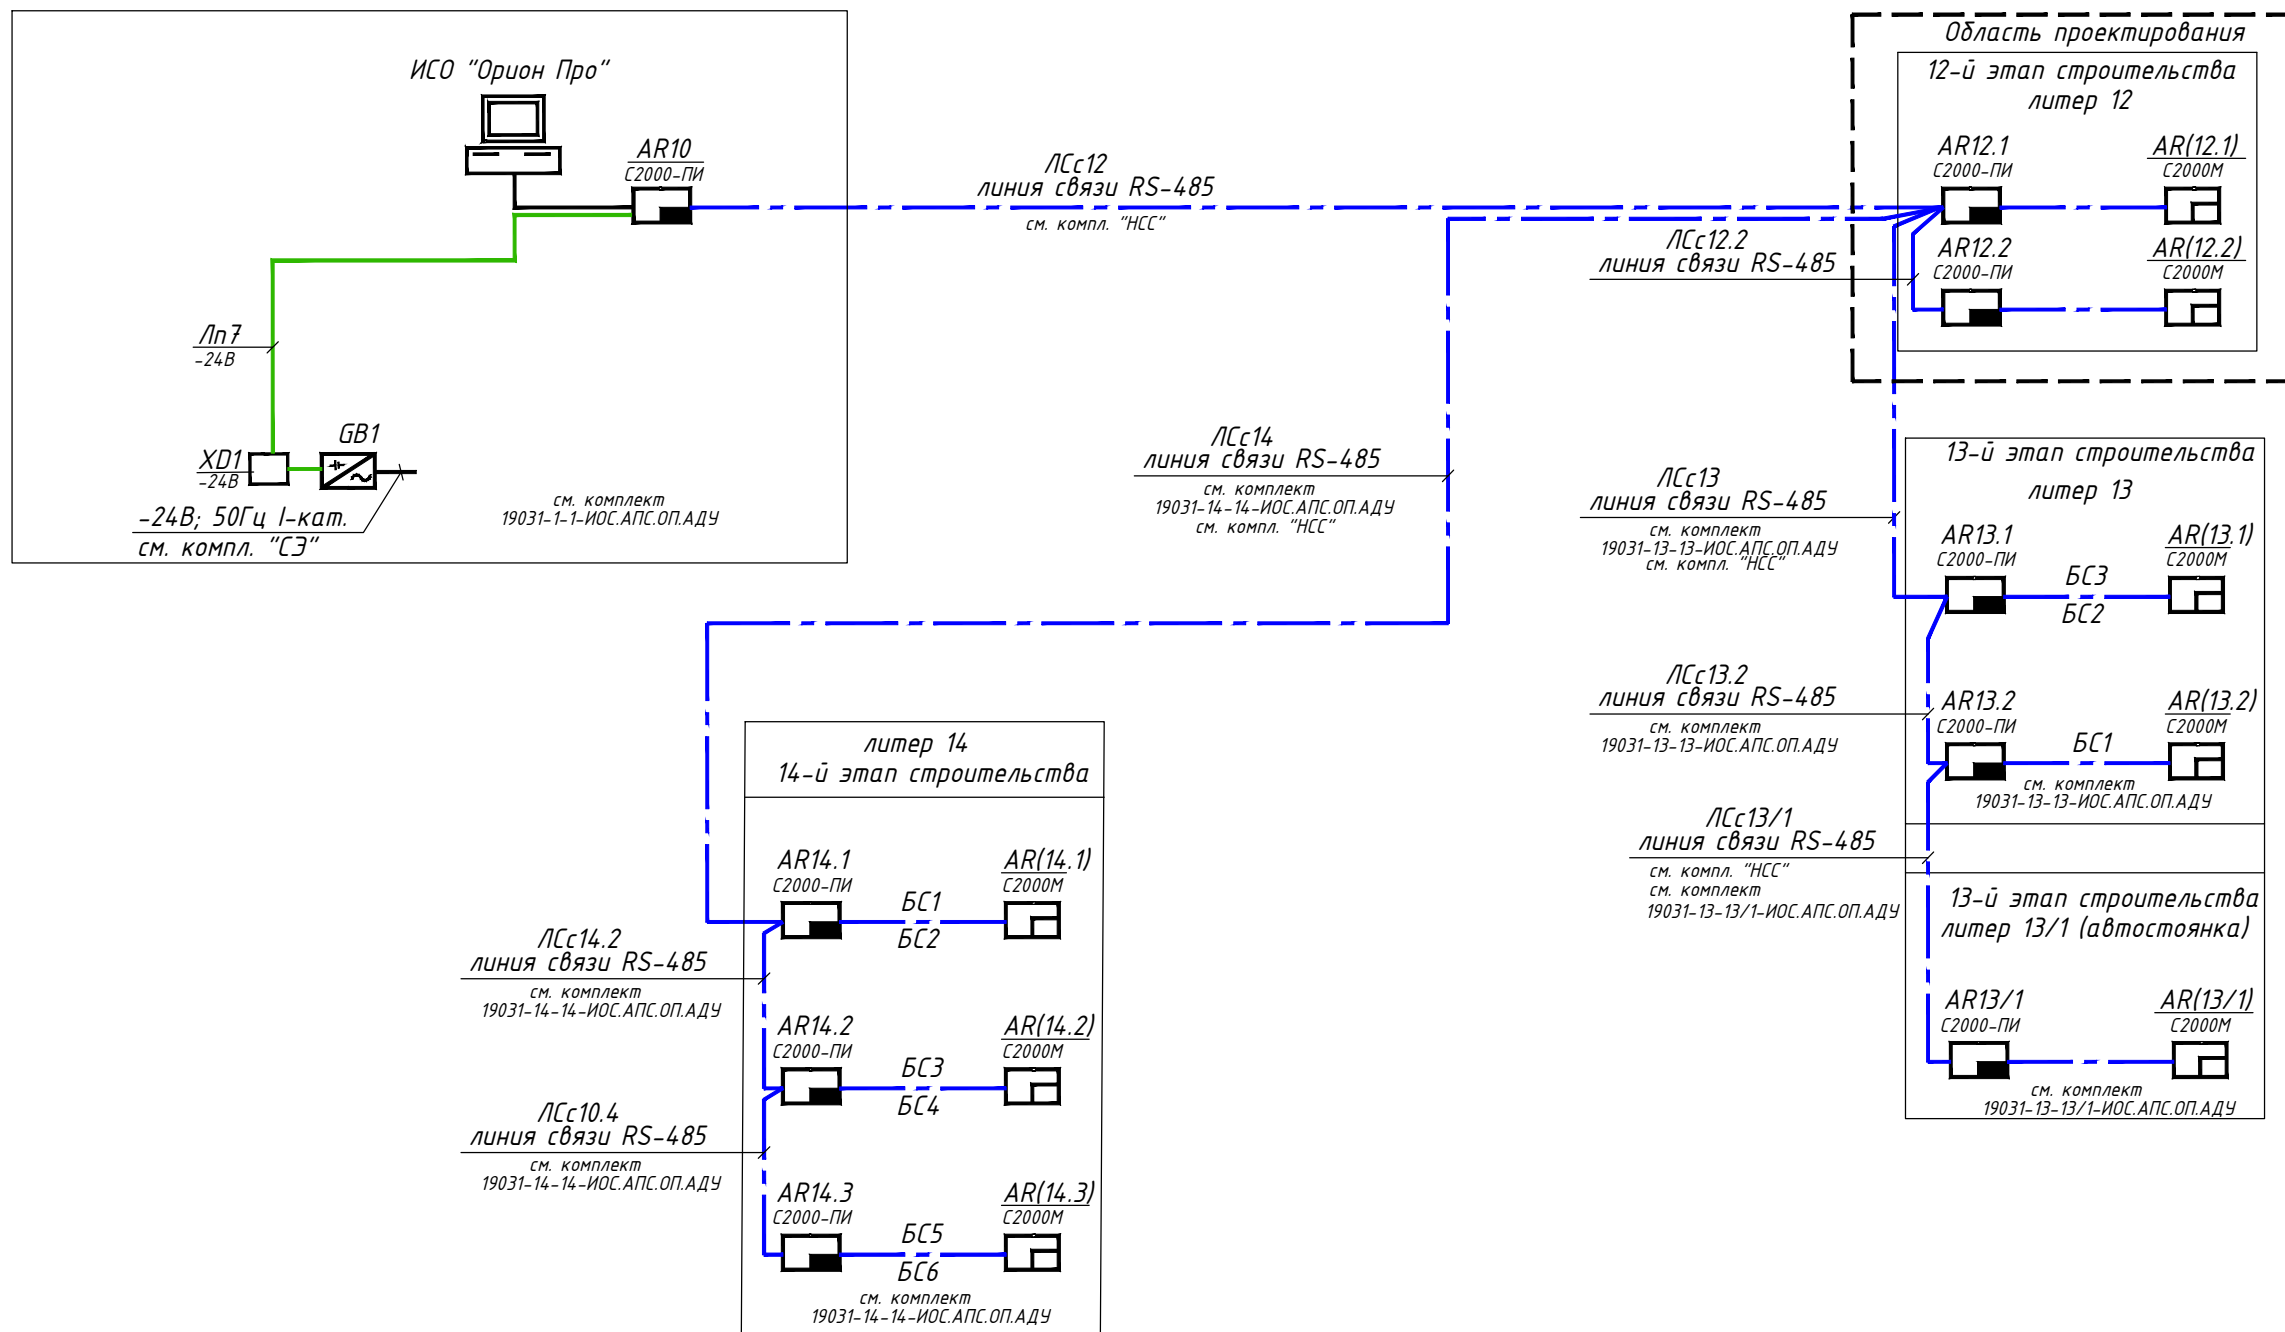 ИСО "Орион Про"
AR10
С2000-ПИ
Лп7
-24В
GB1
XD1
-24В
-24В; 50Гц I-кат.
см. компл. "СЭ"
см. комплект
19031-1-1-ИОС.АПС.ОП.АДУ
ЛСс12
линия связи RS-485
см. компл. "НСС"
Область проектирования
12-й этап строительства
литер 12
AR12.1
С2000-ПИ
AR(12.1)
С2000М
AR12.2
С2000-ПИ
AR(12.2)
С2000М
ЛСс12.2
линия связи RS-485
ЛСс14
линия связи RS-485
см. комплект
19031-14-14-ИОС.АПС.ОП.АДУ
см. компл. "НСС"
ЛСс13
линия связи RS-485
см. комплект
19031-13-13-ИОС.АПС.ОП.АДУ
см. компл. "НСС"
13-й этап строительства
литер 13
AR13.1
С2000-ПИ
БС3
БС2
AR(13.1)
С2000М
ЛСс13.2
линия связи RS-485
см. комплект
19031-13-13-ИОС.АПС.ОП.АДУ
AR13.2
С2000-ПИ
БС1
AR(13.2)
С2000М
см. комплект
19031-13-13-ИОС.АПС.ОП.АДУ
ЛСс13/1
линия связи RS-485
см. компл. "НСС"
см. комплект
19031-13-13/1-ИОС.АПС.ОП.АДУ
13-й этап строительства
литер 13/1 (автостоянка)
AR13/1
С2000-ПИ
AR(13/1)
С2000М
см. комплект
19031-13-13/1-ИОС.АПС.ОП.АДУ
литер 14
14-й этап строительства
AR14.1
С2000-ПИ
БС1
БС2
AR(14.1)
С2000М
ЛСс14.2
линия связи RS-485
см. комплект
19031-14-14-ИОС.АПС.ОП.АДУ
AR14.2
С2000-ПИ
БС3
БС4
AR(14.2)
С2000М
ЛСс10.4
линия связи RS-485
см. комплект
19031-14-14-ИОС.АПС.ОП.АДУ
AR14.3
С2000-ПИ
БС5
БС6
AR(14.3)
С2000М
см. комплект
19031-14-14-ИОС.АПС.ОП.АДУ